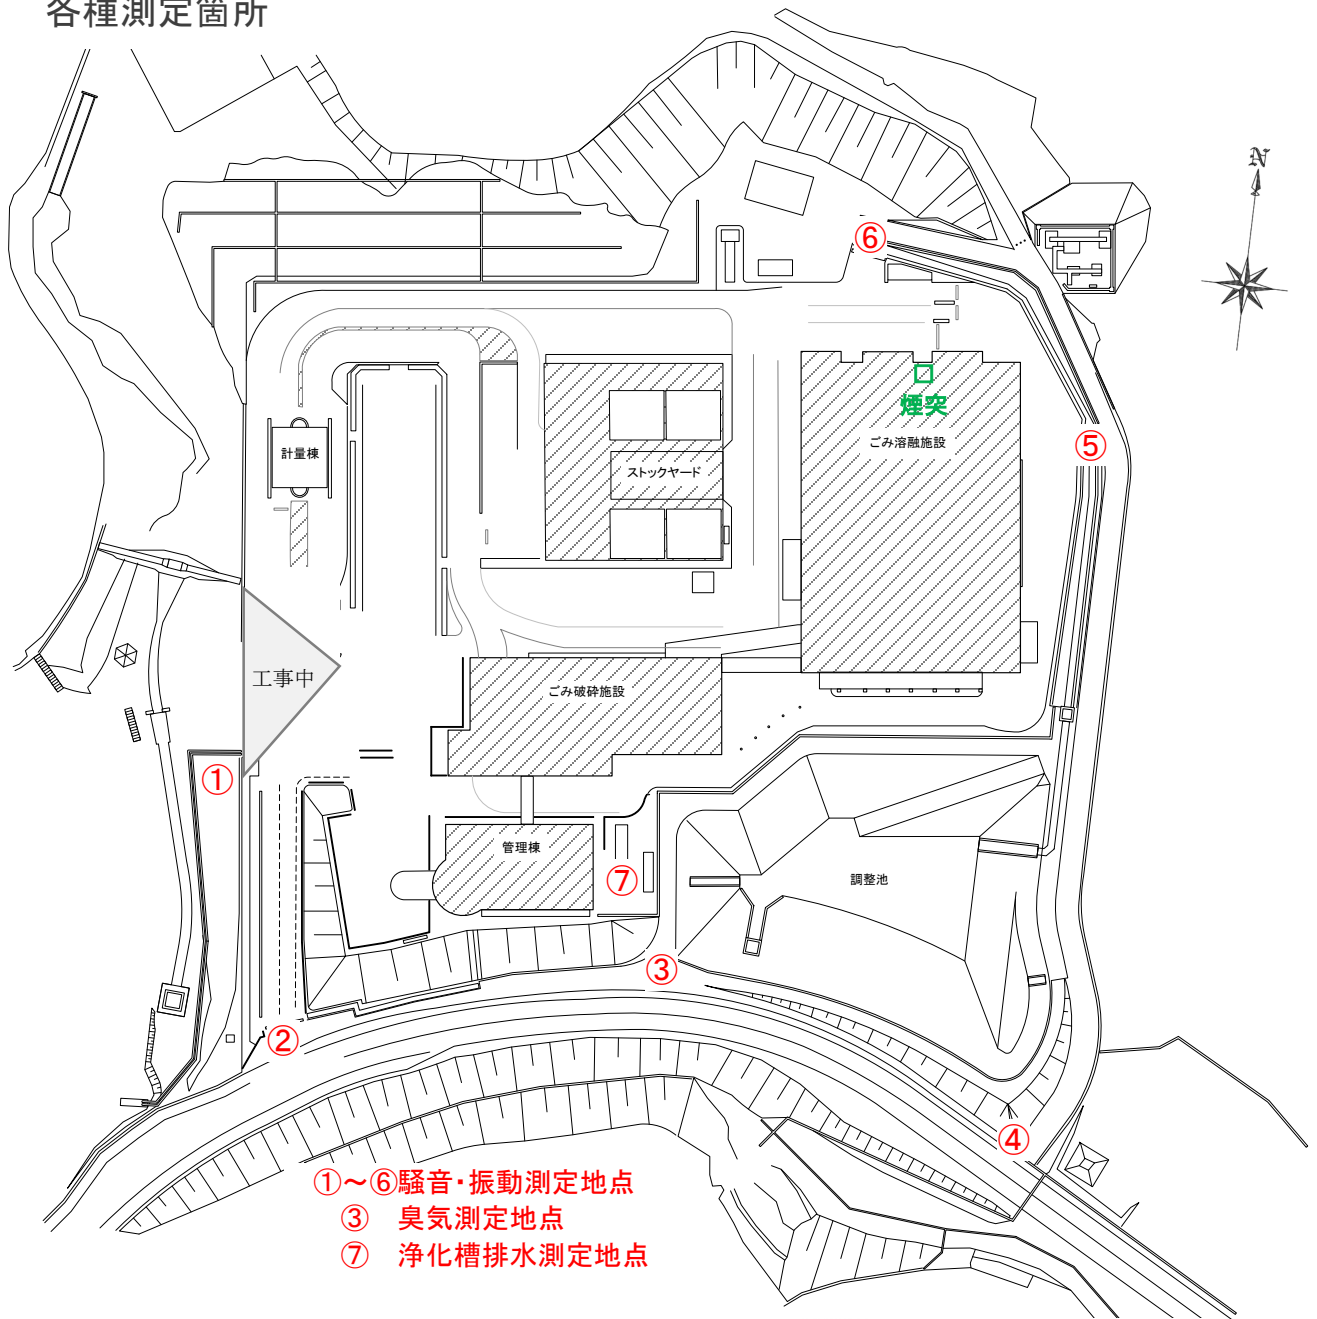 各種測定箇所
N
⑥
煙突
ごみ溶融施設
⑤
計量棟
ストックヤード
工事中
ごみ破砕施設
①
管理棟
⑦
調整池
③
②
④
①～⑥騒音・振動測定地点
③ 臭気測定地点
⑦ 浄化槽排水測定地点